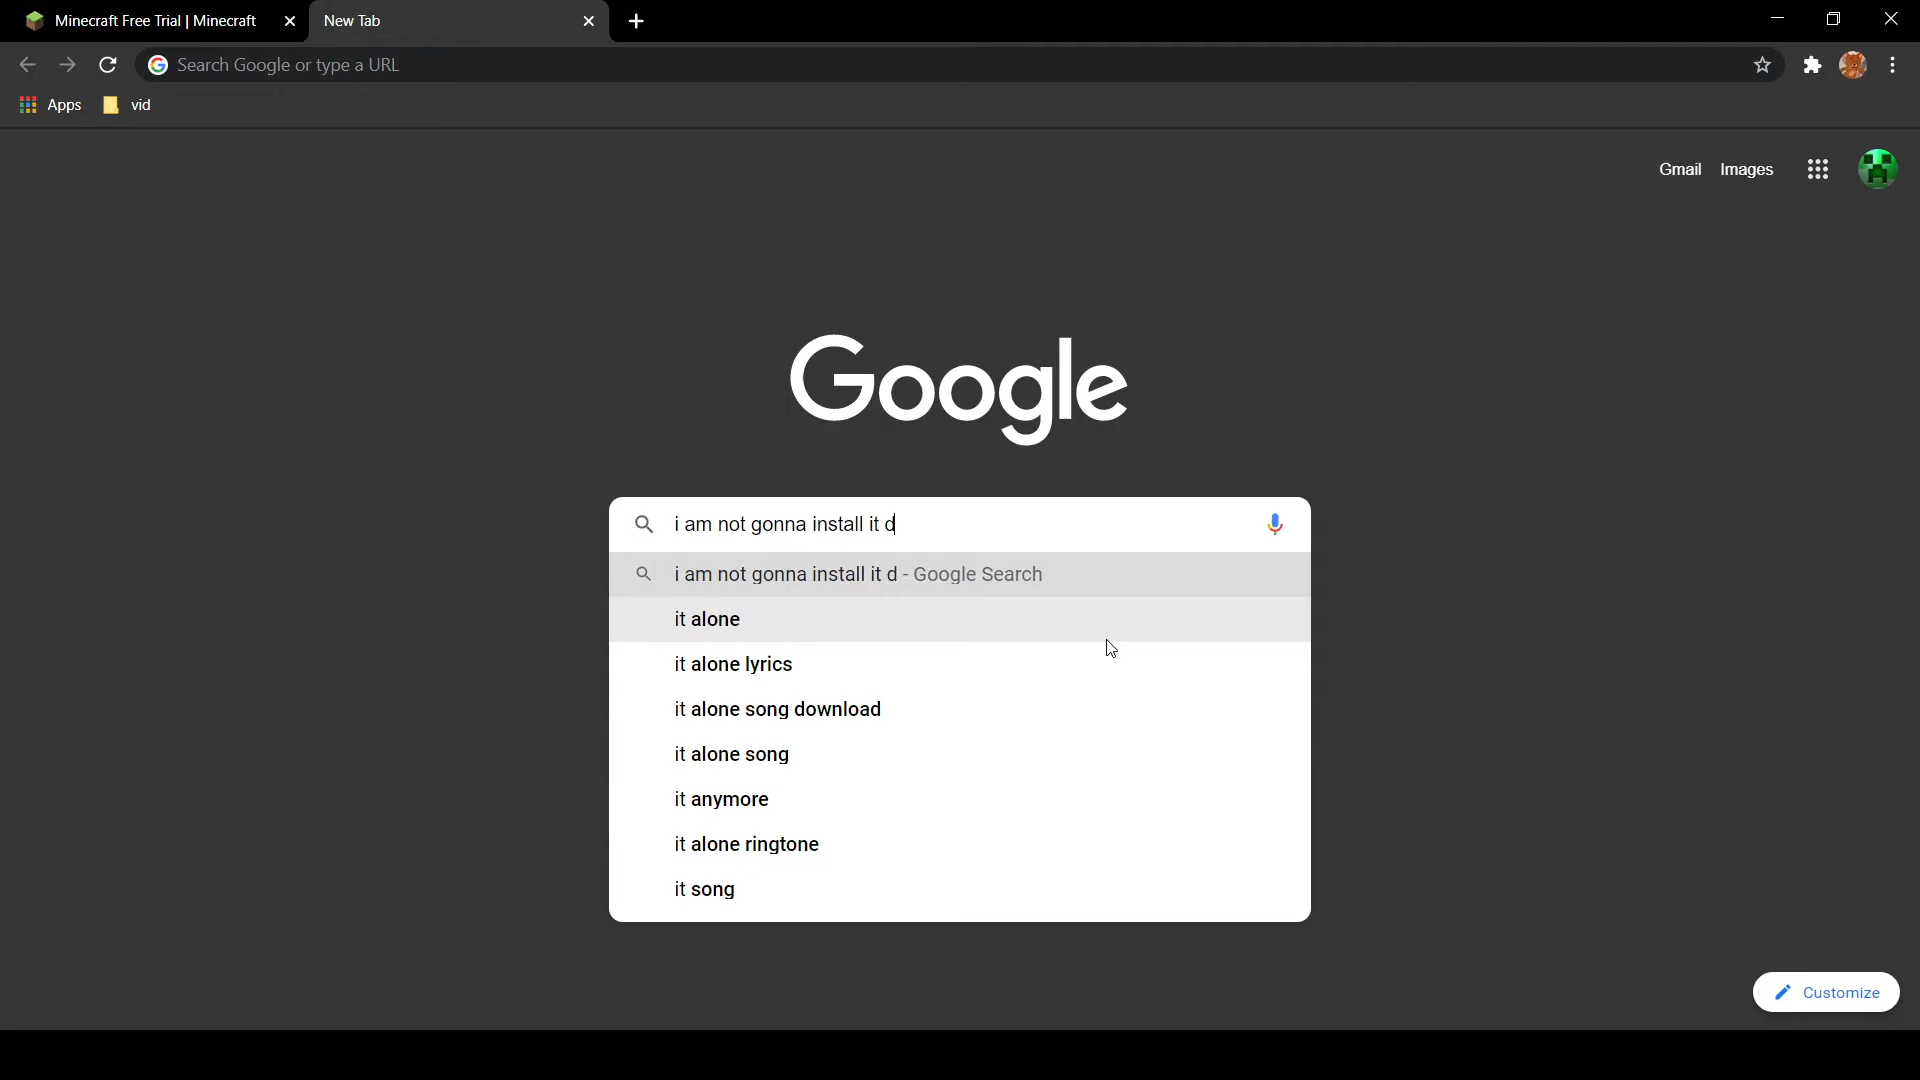 Minecraft Free Trial | Minecraft
New Tab
Search Google or type a URL
Apps
vid
Gmail
Images
Google
i am not gonna install it d
i am not gonna install it d - Google Search
it alone
it alone lyrics
it alone song download
it alone song
it anymore
it alone ringtone
it song
Customize